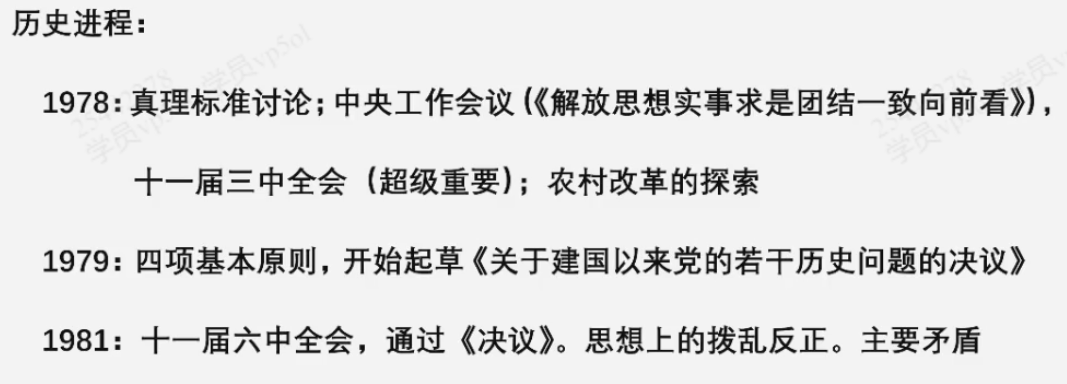 历史进程：
1978：真理标准讨论；中央工作会议（《解放思想实事求是团结一致向前看》），
十一届三中全会（超级重要）；农村改革的探索
1979：四项基本原则，开始起草《关于建国以来党的若干历史问题的决议》
1981：十一届六中全会，通过《决议》。思想上的拨乱反正。主要矛盾